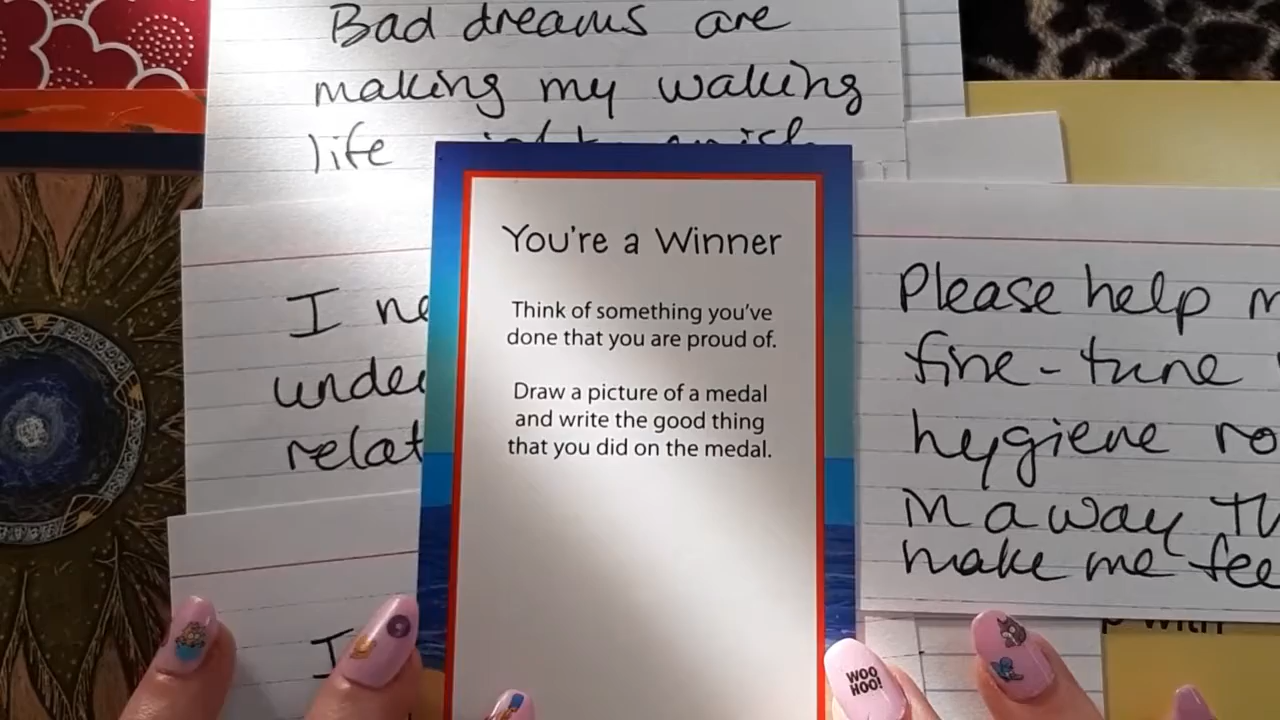 Bad dreams are
making my waking
life
You're a Winner
Think of something you've
done that you are proud of.
Draw a picture of a medal
and write the good thing
that you did on the medal.
I
I
Please help
fine-tune
hygiene
in a way
make me
WOO
HOO!
with